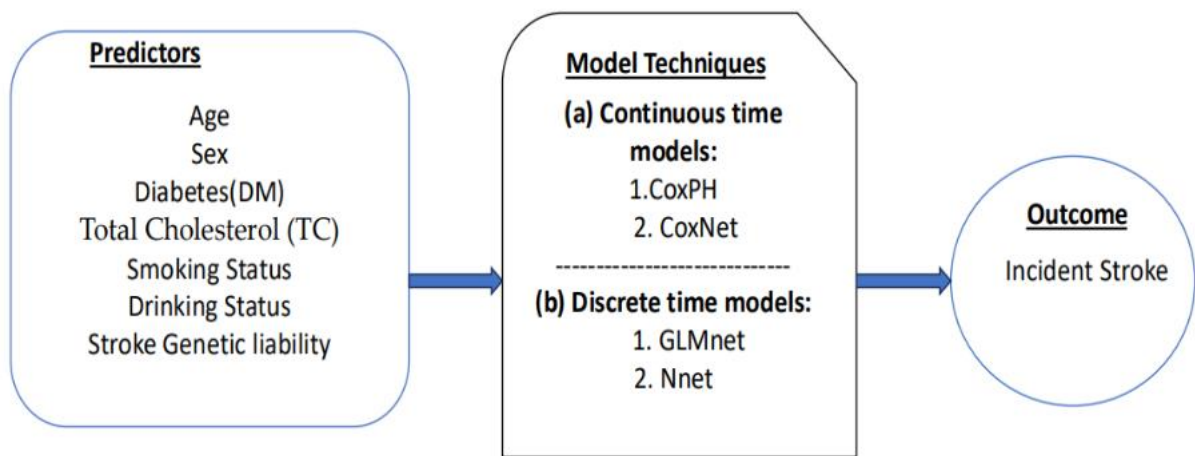 Predictors
Age
Sex
Diabetes(DM)
Total Cholesterol (TC)
Smoking Status
Drinking Status
Stroke Genetic liability
Model Techniques
(a) Continuous time
models:
1.CoxPH
2. CoxNet
-----------------------------
(b) Discrete time models:
1. GLMnet
2. Nnet
Outcome
Incident Stroke